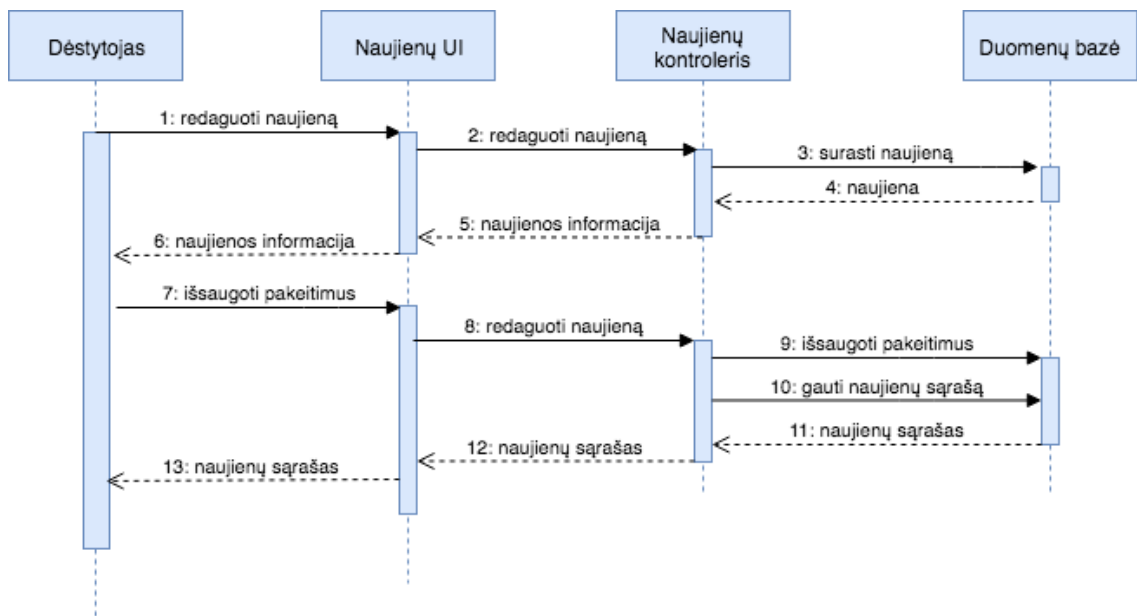 Dėstytojas
Naujienų UI
Naujienų
kontroleris
Duomenų bazė
1: redaguoti naujieną
2: redaguoti naujieną
3: surasti naujieną
4: naujiena
5: naujienos informacija
6: naujienos informacija
7: išsaugoti pakeitimus
8: redaguoti naujieną
9: išsaugoti pakeitimus
10: gauti naujienų sąrašą
11: naujienų sąrašas
12: naujienų sąrašas
13: naujienų sąrašas